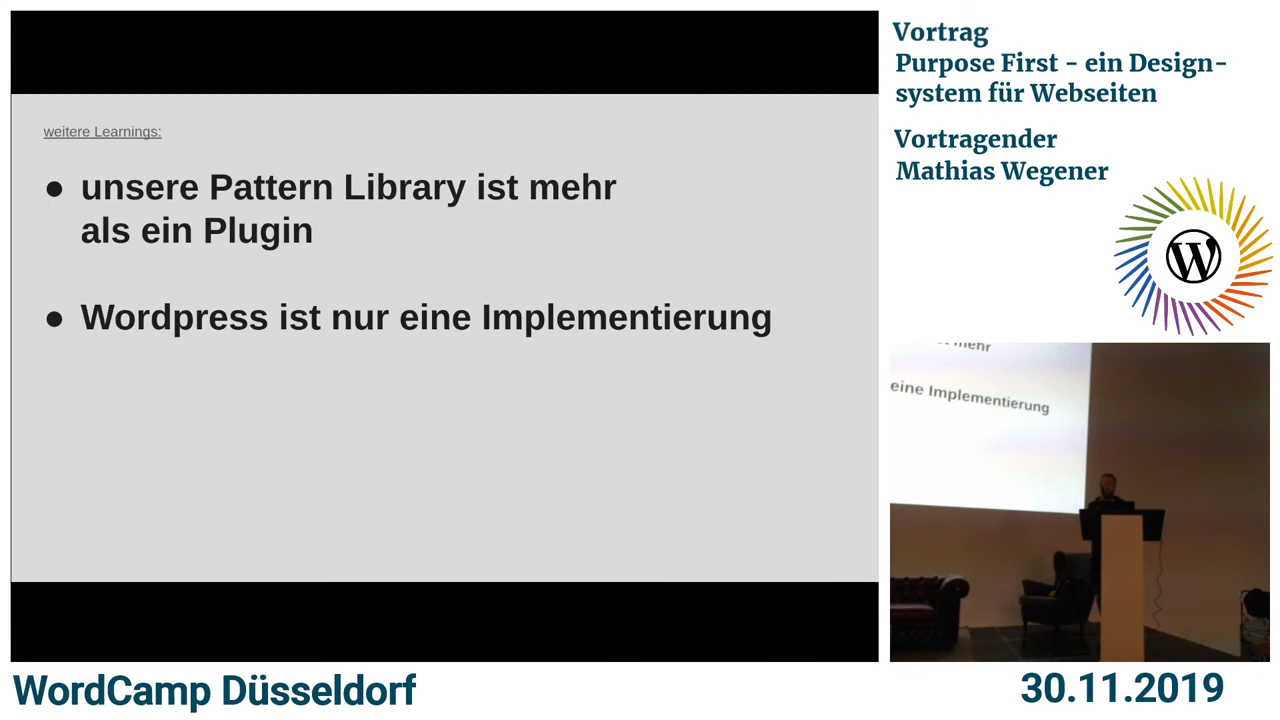 weitere Learnings:
● unsere Pattern Library ist mehr
als ein Plugin
● Wordpress ist nur eine Implementierung
Vortrag
Purpose First - ein Design-
system für Webseiten
Vortragender
Mathias Wegener
W
mehr
eine Implementierung
WordCamp Düsseldorf
30.11.2019